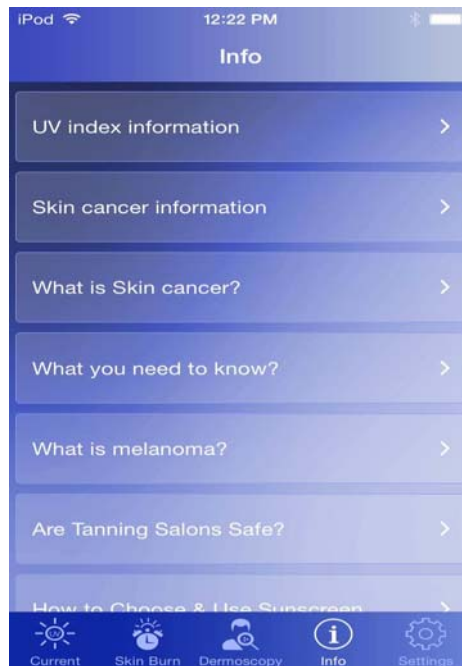 iPod 12:22 PM
Info
UV index information
Skin cancer information
What is Skin cancer?
What you need to know?
What is melanoma?
Are Tanning Salons Safe?
How to Choose & Use Sunscreen
UV
Current Skin Burn Dermoscopy Info Settings